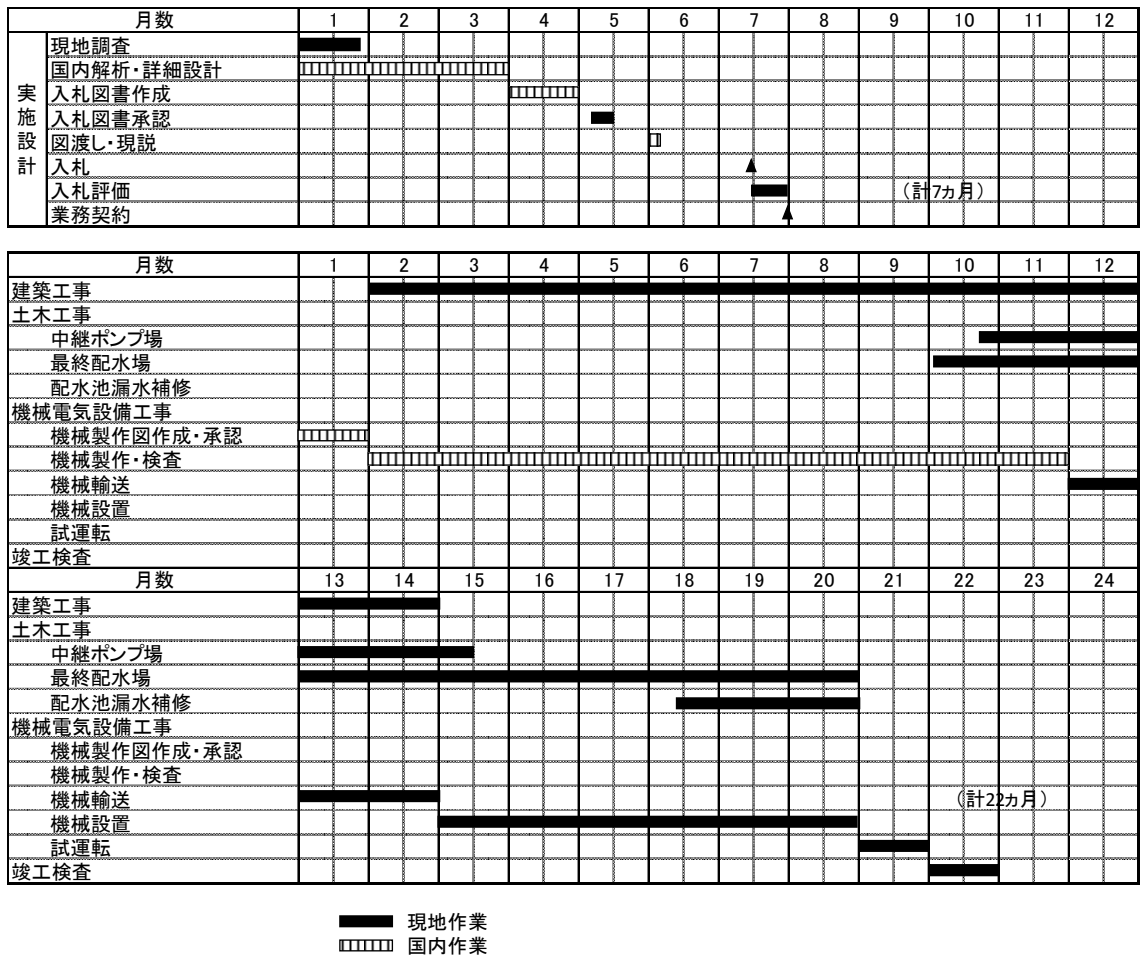 月数 1 2 3 4 5 6 7 8 9 10 11 12
実施設計
現地調査
国内解析・詳細設計
入札図書作成
入札図書承認
図渡し・現説
入札
入札評価 （計7ヵ月）
業務契約
月数 1 2 3 4 5 6 7 8 9 10 11 12
建築工事
土木工事
中継ポンプ場
最終配水場
配水池漏水補修
機械電気設備工事
機械製作図作成・承認
機械製作・検査
機械輸送
機械設置
試運転
竣工検査
月数 13 14 15 16 17 18 19 20 21 22 23 24
建築工事
土木工事
中継ポンプ場
最終配水場
配水池漏水補修
機械電気設備工事
機械製作図作成・承認
機械製作・検査
機械輸送 （計22ヵ月）
機械設置
試運転
竣工検査
現地作業
国内作業